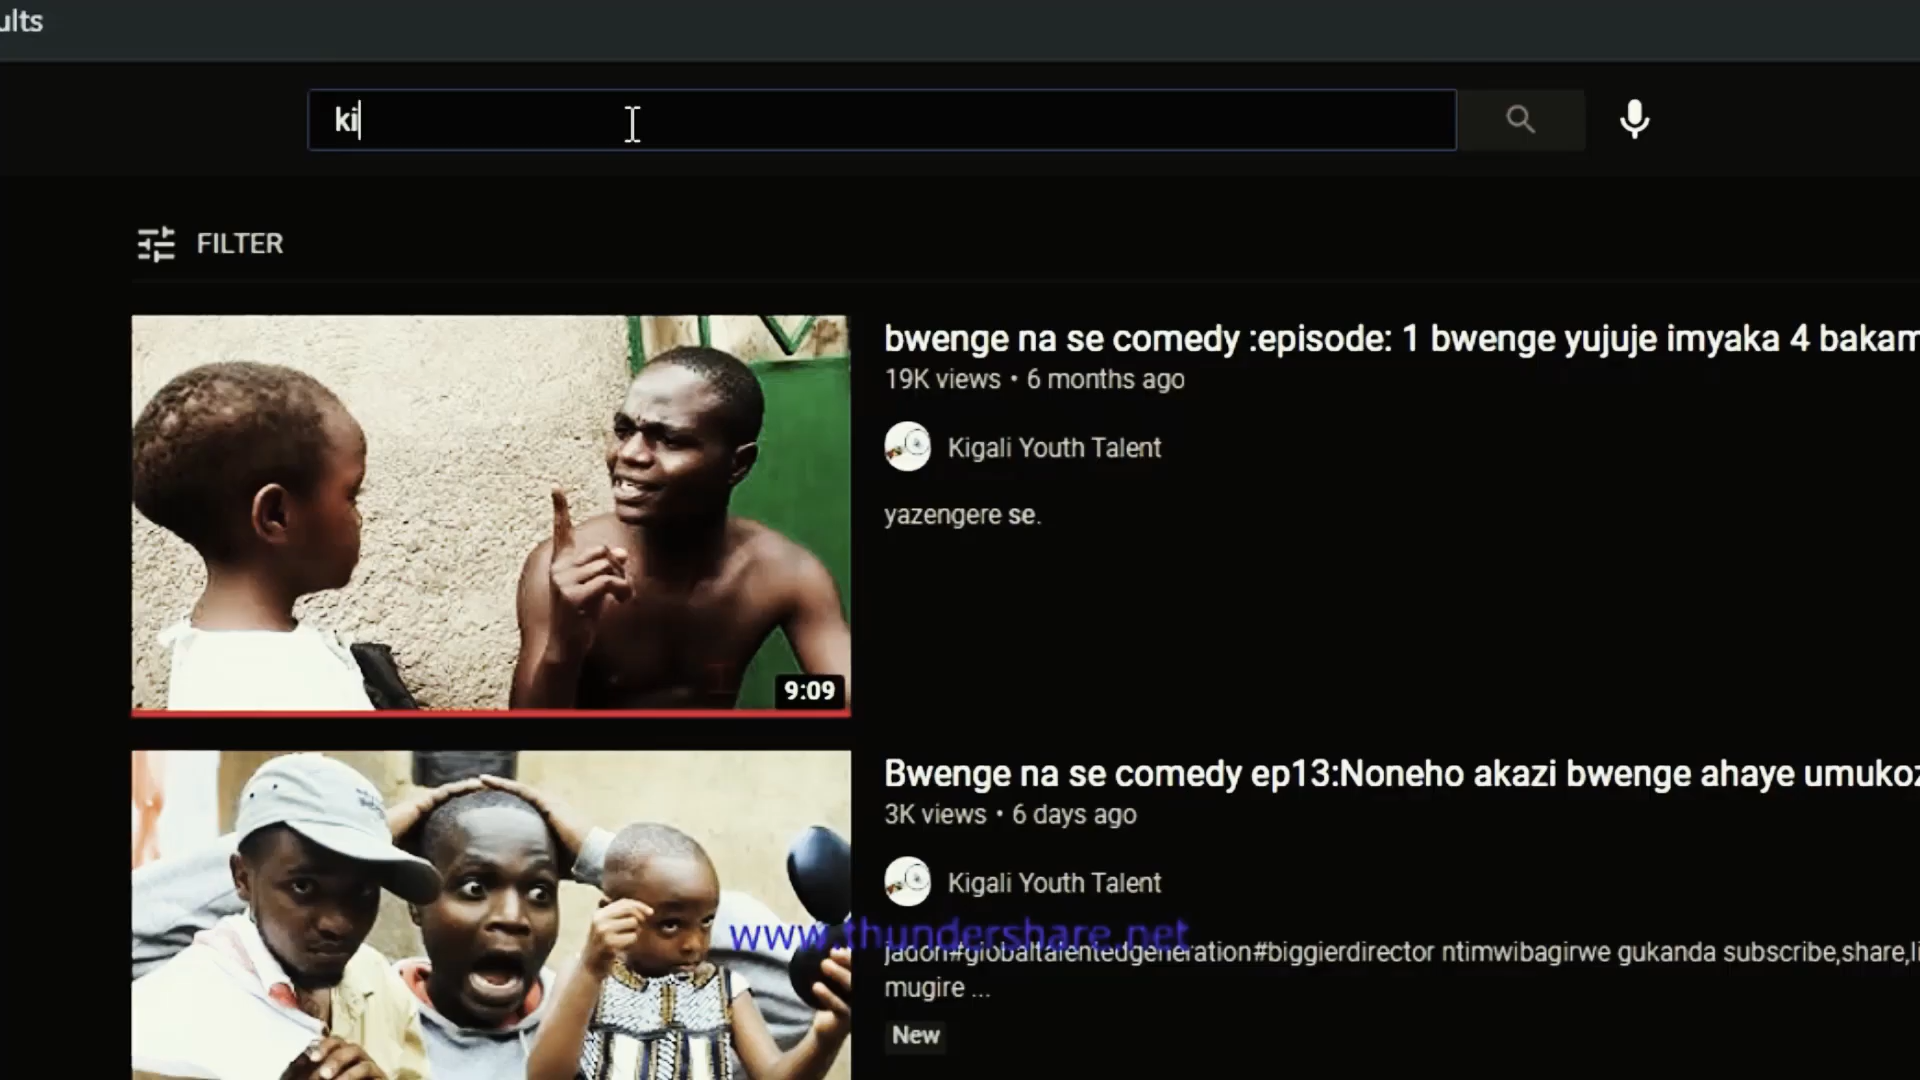 ults
ki
FILTER
bwenge na se comedy :episode: 1 bwenge yujuje imyaka 4 bakam
19K views • 6 months ago
Kigali Youth Talent
yazengere se.
9:09
Bwenge na se comedy ep13:Noneho akazi bwenge ahaye umukoz
3K views • 6 days ago
Kigali Youth Talent
www.thundershare.net
jadon#globaltalentedgeneration#biggierdirector ntimwibagirwe gukanda subscribe,share,li
mugire ...
New